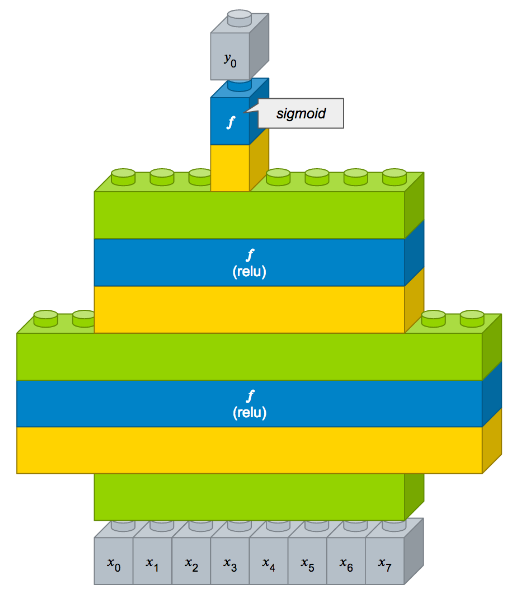 y₀
f
sigmoid
f
(relu)
f
(relu)
x₀ x₁ x₂ x₃ x₄ x₅ x₆ x₇